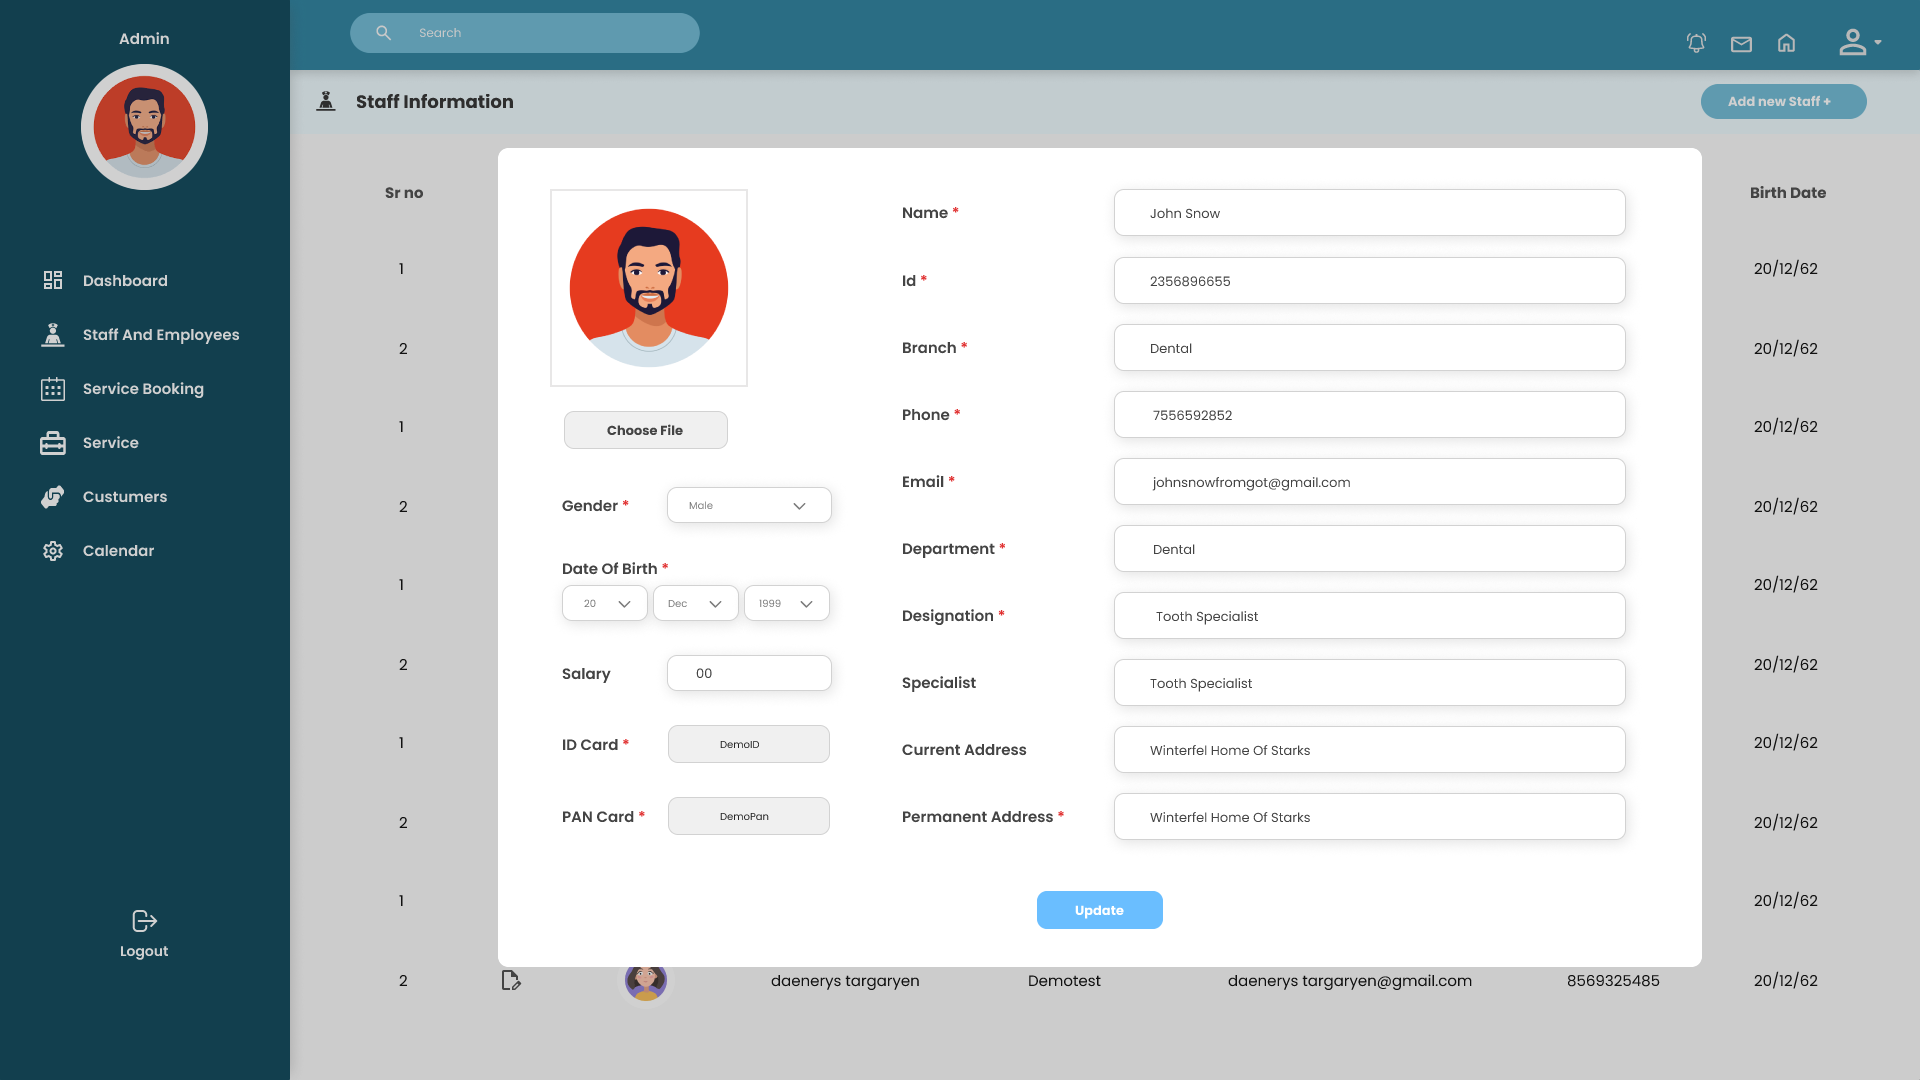 Admin
Dashboard
Staff And Employees
Service Booking
Service
Custumers
Calendar
Logout
Search
Staff Information
Add new Staff +
Sr no
Birth Date
1
20/12/62
2
20/12/62
1
20/12/62
2
20/12/62
1
20/12/62
2
20/12/62
1
20/12/62
2
20/12/62
1
20/12/62
2 daenerys targaryen Demotest daenerys targaryen@gmail.com 8569325485 20/12/62
Choose File
Gender * Male
Date Of Birth *
20 Dec 1999
Salary 00
ID Card * DemoID
PAN Card * DemoPan
Name * John Snow
Id * 2356896655
Branch * Dental
Phone * 7556592852
Email * johnsnowfromgot@gmail.com
Department * Dental
Designation * Tooth Specialist
Specialist Tooth Specialist
Current Address Winterfel Home Of Starks
Permanent Address * Winterfel Home Of Starks
Update